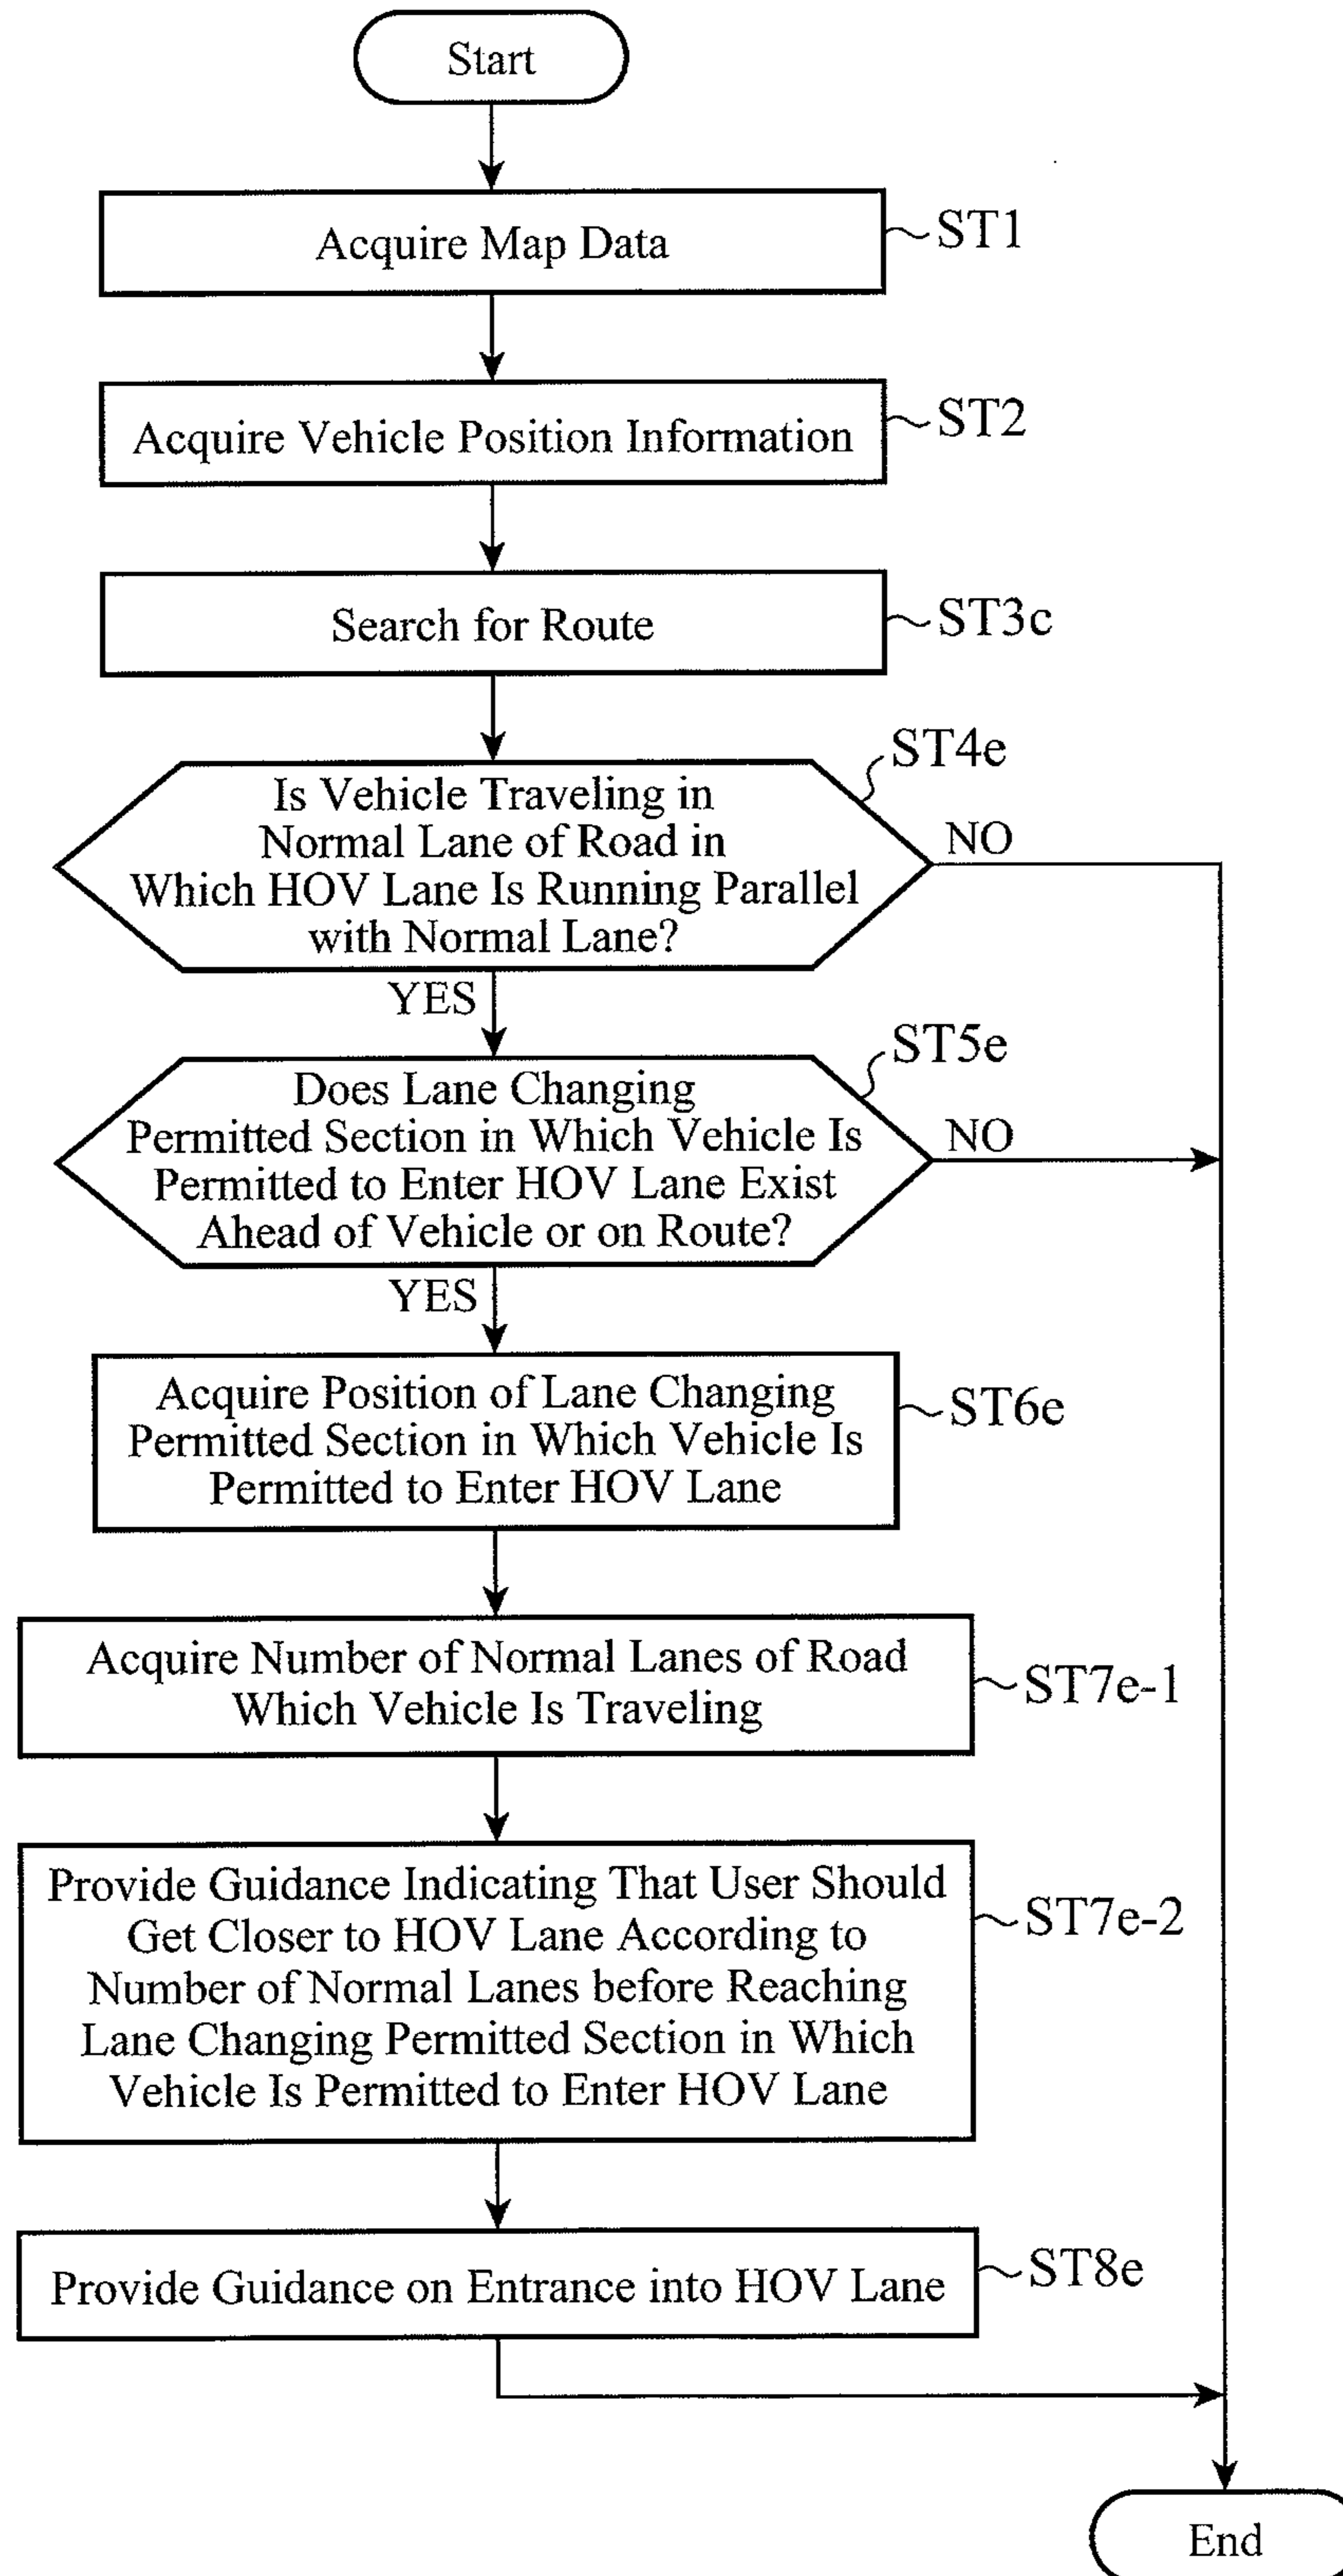 Start
Acquire Map Data
ST1
Acquire Vehicle Position Information
ST2
Search for Route
ST3c
Is Vehicle Traveling in
Normal Lane of Road in
Which HOV Lane Is Running Parallel
with Normal Lane?
ST4e
NO
YES
Does Lane Changing
Permitted Section in Which Vehicle Is
Permitted to Enter HOV Lane Exist
Ahead of Vehicle or on Route?
ST5e
NO
YES
Acquire Position of Lane Changing
Permitted Section in Which Vehicle Is
Permitted to Enter HOV Lane
ST6e
Acquire Number of Normal Lanes of Road
Which Vehicle Is Traveling
ST7e-1
Provide Guidance Indicating That User Should
Get Closer to HOV Lane According to
Number of Normal Lanes before Reaching
Lane Changing Permitted Section in Which
Vehicle Is Permitted to Enter HOV Lane
ST7e-2
Provide Guidance on Entrance into HOV Lane
ST8e
End